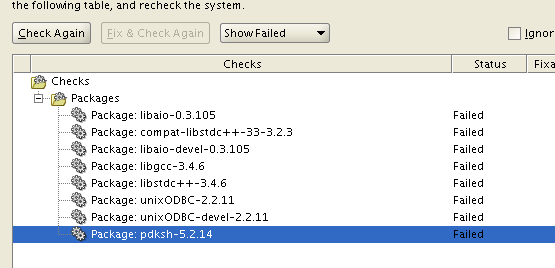 the following table, and recheck the system.
Check Again Fix & Check Again Show Failed Ignor
Checks Status Fixa
Checks
Packages
Package: libaio-0.3.105 Failed
Package: compat-libstdc++-33-3.2.3 Failed
Package: libaio-devel-0.3.105 Failed
Package: libgcc-3.4.6 Failed
Package: libstdc++-3.4.6 Failed
Package: unixODBC-2.2.11 Failed
Package: unixODBC-devel-2.2.11 Failed
Package: pdksh-5.2.14 Failed